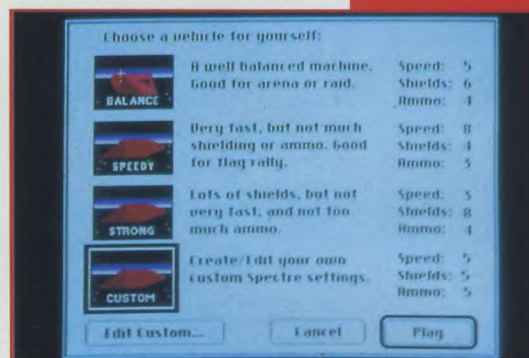 Choose a vehicle for yourself:
BALANCE
A well balanced machine.
Good for arena or raid.
Speed: 5
Shields: 6
Ammo: 4
SPEEDY
Very fast, but not much
shielding or ammo. Good
for flag rally.
Speed: 8
Shields: 4
Ammo: 3
STRONG
Lots of shields, but not
very fast, and not too
much ammo.
Speed: 3
Shields: 8
Ammo: 4
CUSTOM
Create/Edit your own
custom Spectre settings.
Speed: 5
Shields: 5
Ammo: 5
Edit Custom...
Cancel
Play